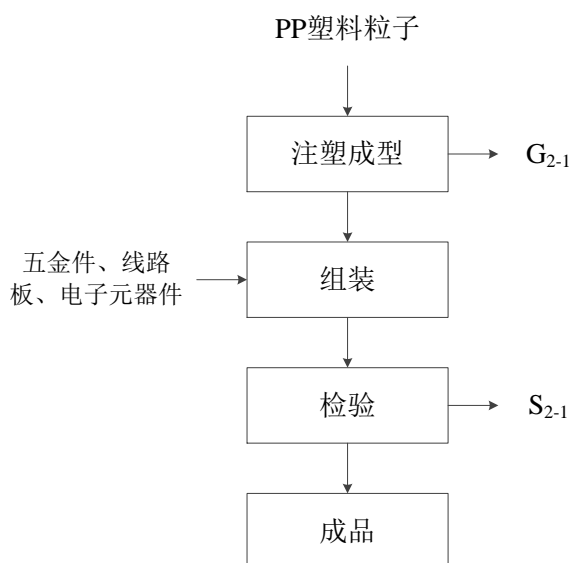 PP塑料粒子
注塑成型
G2-1
五金件、线路
板、电子元器件
组装
检验
S2-1
成品